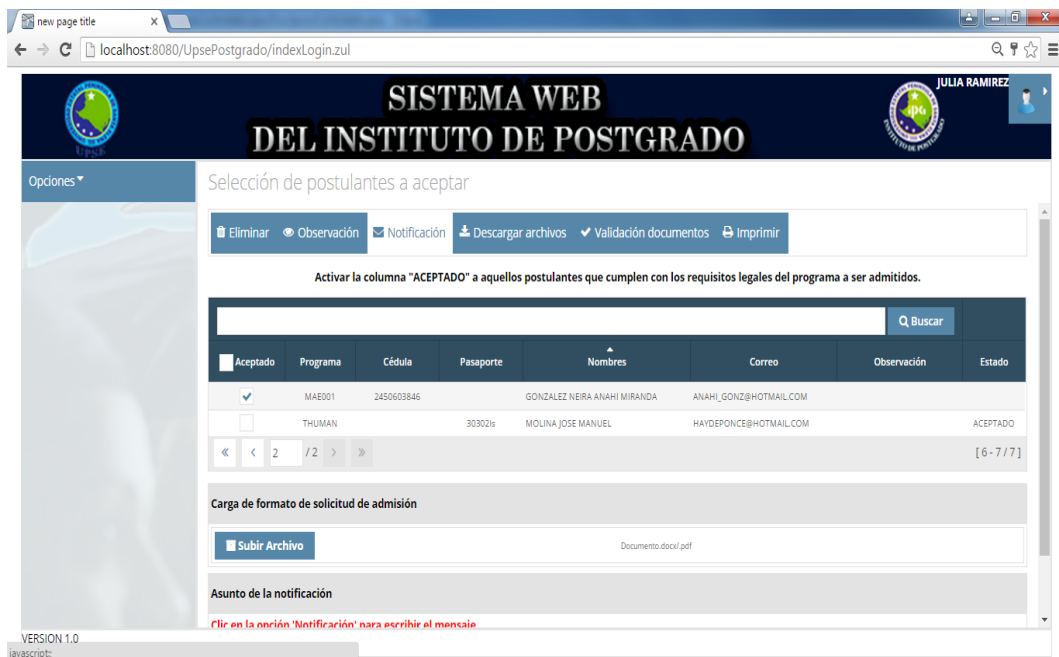 new page title
localhost:8080/UpsePostgrado/indexLogin.zul
UPSE
SISTEMA WEB
DEL INSTITUTO DE POSTGRADO
IPG
JULIA RAMIREZ
Opciones
Selección de postulantes a aceptar
Eliminar Observación Notificación Descargar archivos Validación documentos Imprimir
Activar la columna "ACEPTADO" a aquellos postulantes que cumplen con los requisitos legales del programa a ser admitidos.
Buscar
Aceptado Programa Cédula Pasaporte Nombres Correo Observación Estado
MAE001 2450603846 GONZALEZ NEIRA ANAHI MIRANDA ANAHI_GONZ@HOTMAIL.COM
THUMAN 30302ls MOLINA JOSE MANUEL HAYDEPONCE@HOTMAIL.COM ACEPTADO
2 / 2 [ 6 - 7 / 7 ]
Carga de formato de solicitud de admisión
Subir Archivo Documento.docx/.pdf
Asunto de la notificación
Clic en la opción 'Notificación' para escribir el mensaje
VERSION 1.0
javascript:;